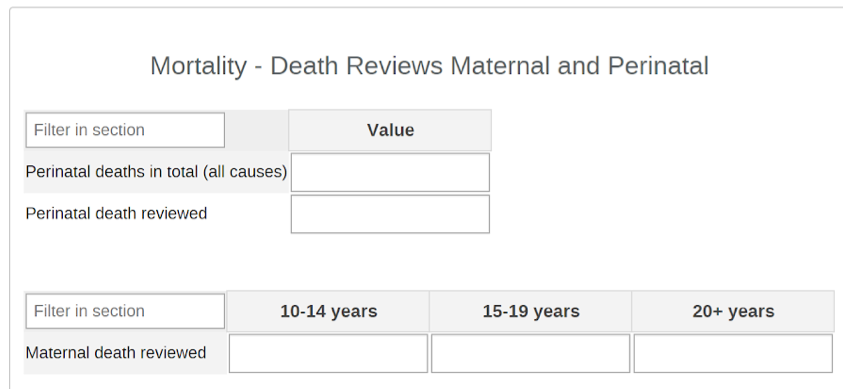 Mortality - Death Reviews Maternal and Perinatal
Filter in section Value
Perinatal deaths in total (all causes)
Perinatal death reviewed
Filter in section 10-14 years 15-19 years 20+ years
Maternal death reviewed